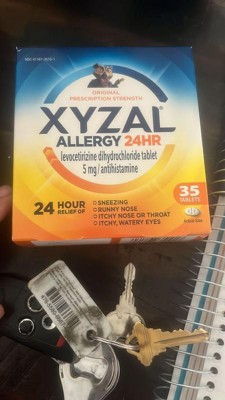 ORIGINAL
PRESCRIPTION STRENGTH
XYZAL®
ALLERGY 24HR
levocetirizine dihydrochloride tablet
5 mg / antihistamine
35
TABLETS
24 HOUR
RELIEF OF
SNEEZING
RUNNY NOSE
ITCHY NOSE OR THROAT
ITCHY, WATERY EYES